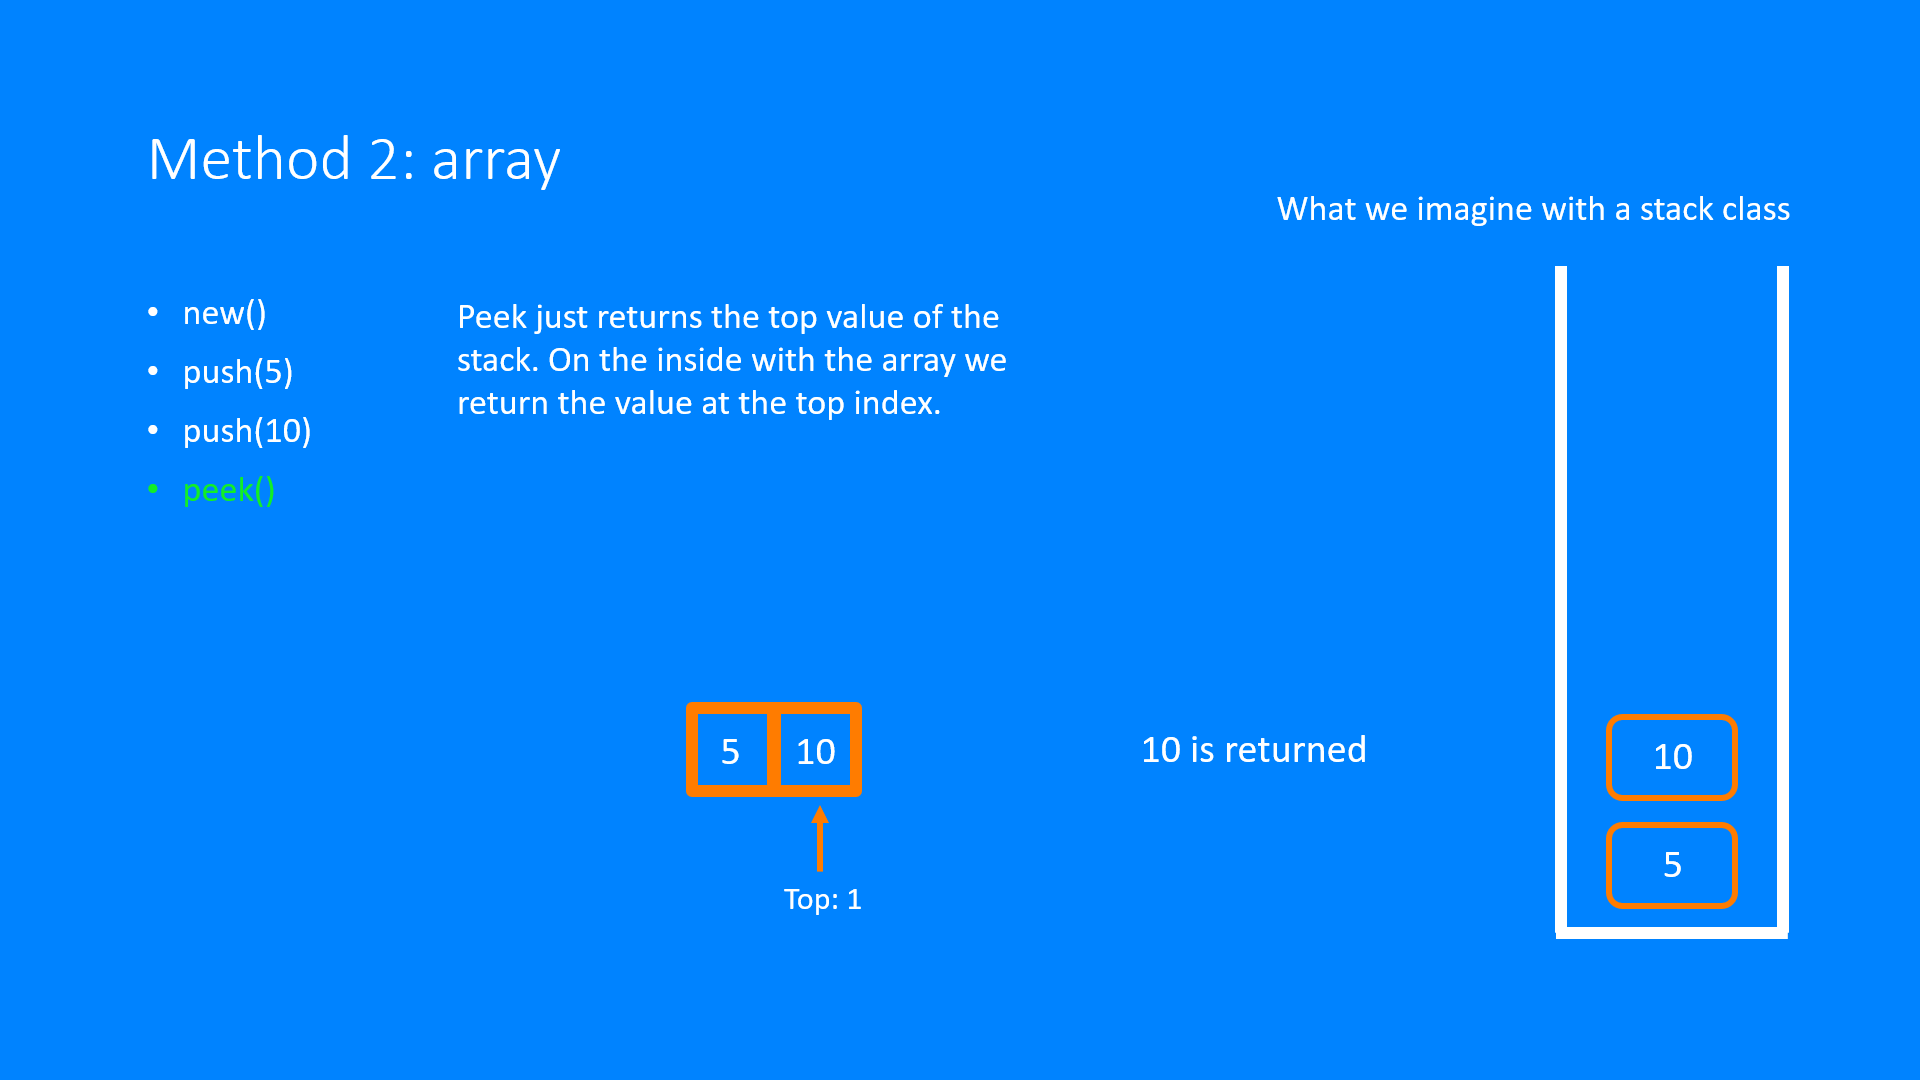 Method 2: array
What we imagine with a stack class
• new()
• push(5)
• push(10)
• peek()
Peek just returns the top value of the
stack. On the inside with the array we
return the value at the top index.
5 10
Top: 1
10 is returned
10
5